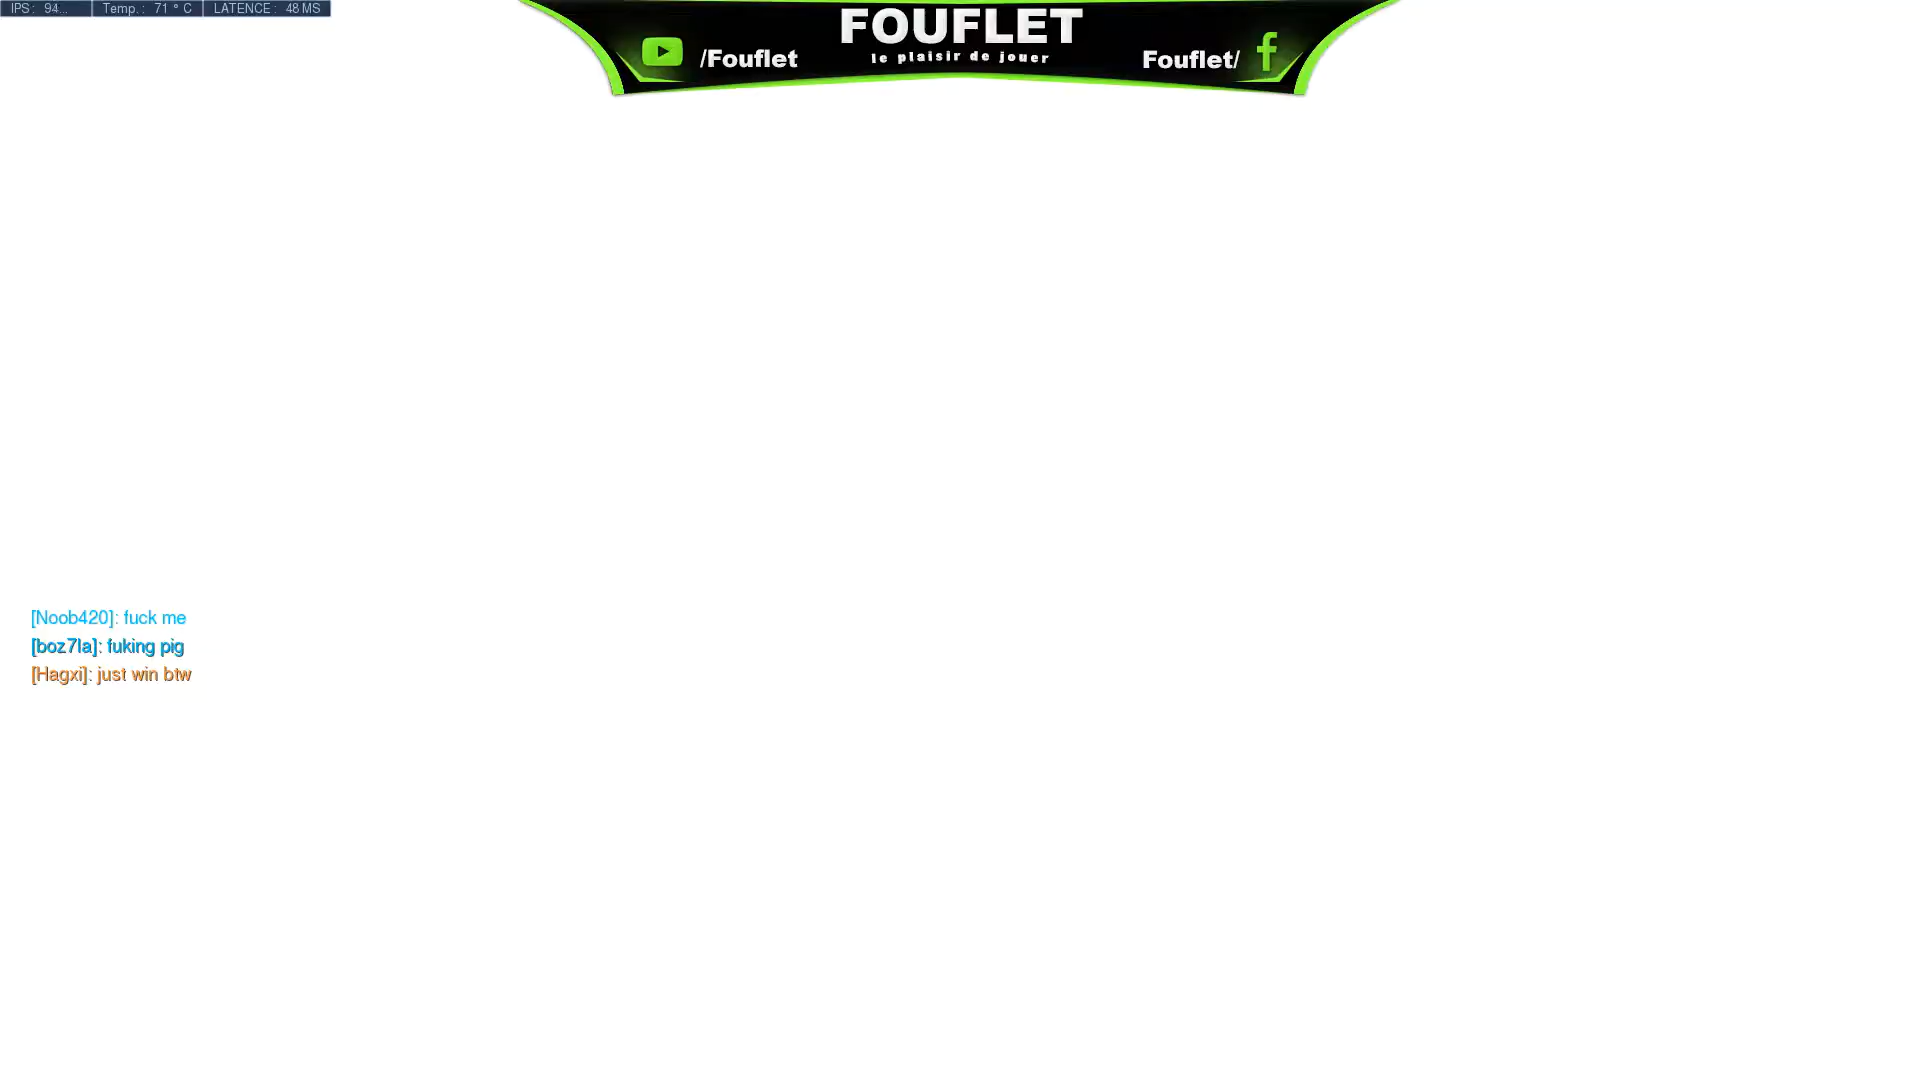 IPS: 94... Temp.: 71 ° C LATENCE: 48 MS
FOUFLET
le plaisir de jouer
/Fouflet
Fouflet/
[Noob420]: fuck me
[boz7la]: fuking pig
[Hagxi]: just win btw